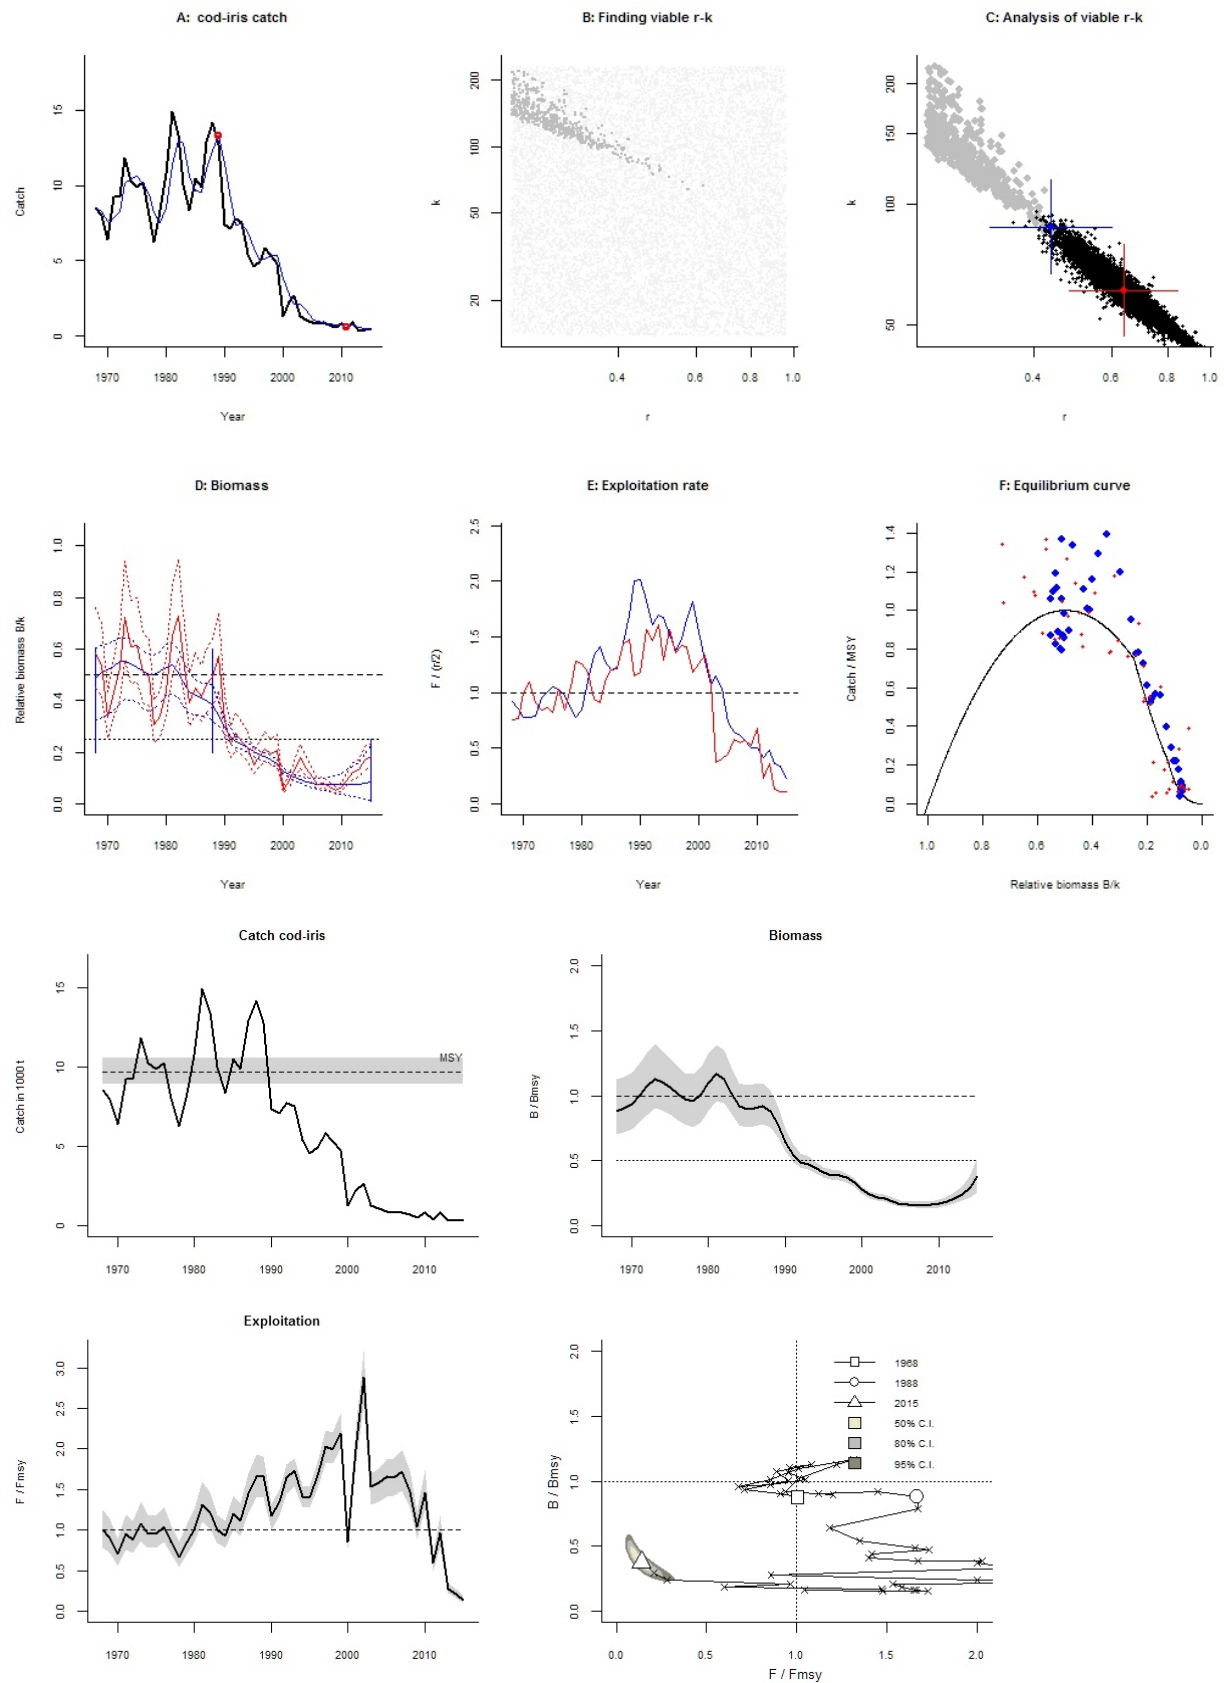 A: cod-iris catch
Catch
15
10
5
0
1970 1980 1990 2000 2010
Year
B: Finding viable r-k
k
200
100
50
20
0.4 0.6 0.8 1.0
r
C: Analysis of viable r-k
k
200
150
100
50
0.4 0.6 0.8 1.0
r
D: Biomass
Relative biomass B/k
1.0
0.8
0.6
0.4
0.2
0.0
1970 1980 1990 2000 2010
Year
E: Exploitation rate
F / (r/2)
2.5
2.0
1.5
1.0
0.5
0.0
1970 1980 1990 2000 2010
Year
F: Equilibrium curve
Catch / MSY
1.4
1.2
1.0
0.8
0.6
0.4
0.2
0.0
1.0 0.8 0.6 0.4 0.2 0.0
Relative biomass B/k
Catch cod-iris
Catch in 1000 t
15
10
5
0
MSY
1970 1980 1990 2000 2010
Biomass
B / Bmsy
2.0
1.5
1.0
0.5
0.0
1970 1980 1990 2000 2010
Exploitation
F / Fmsy
3.0
2.5
2.0
1.5
1.0
0.5
0.0
1970 1980 1990 2000 2010
B / Bmsy
2.0
1.5
1.0
0.5
0.0
1968
1988
2015
50% C.I.
80% C.I.
95% C.I.
0.0 0.5 1.0 1.5 2.0
F / Fmsy